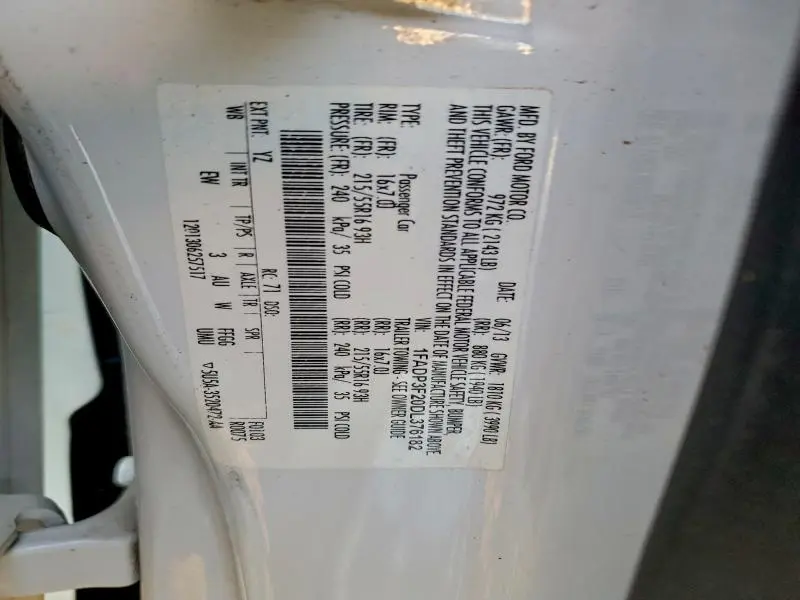 MFD. BY FORD MOTOR CO.
DATE 06/13 GVWR 1810 KG (3990 LB)
GAWR: (FR): 972 KG (2143 LB) (RR): 880 KG (1940 LB)
THIS VEHICLE CONFORMS TO ALL APPLICABLE FEDERAL MOTOR VEHICLE SAFETY, BUMPER
AND THEFT PREVENTION STANDARDS IN EFFECT ON THE DATE OF MANUFACTURE SHOWN ABOVE
VIN: 1FADP3F20DL376182
TYPE: Passenger Car TRAILER TOWING - SEE OWNER GUIDE
RIM: (FR): 16x7.0J (RR): 16x7.0J
TIRE: (FR): 215/55R16 93H (RR): 215/55R16 93H
PRESSURE: (FR): 240 kPa/ 35 PSI COLD (RR): 240 kPa/ 35 PSI COLD
EXT PNT: YZ RC: 71 DSO:
WB INT TR TP/PS R AXLE TR SPR
EW 3 AU W FFGG
1201306257517 UMU